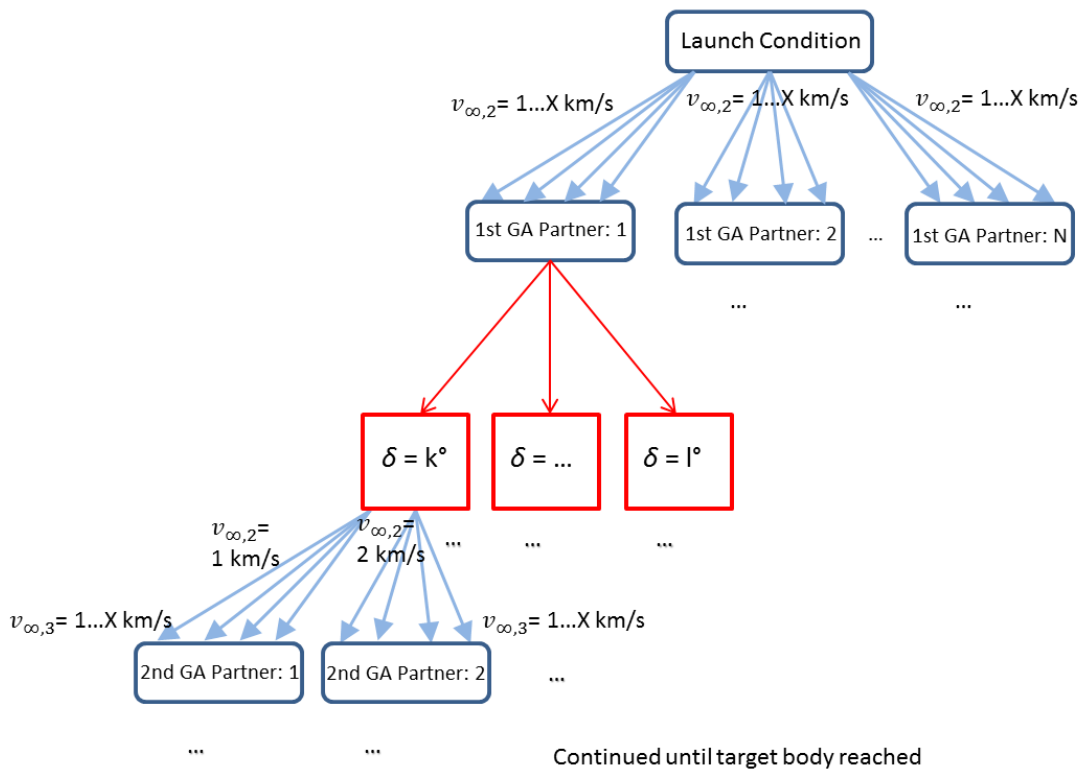 Launch Condition
v∞,2= 1...X km/s
v∞,2= 1...X km/s
v∞,2= 1...X km/s
1st GA Partner: 1
1st GA Partner: 2
...
1st GA Partner: N
...
...
δ = k°
δ = ...
δ = l°
v∞,2=
1 km/s
v∞,2=
2 km/s
...
...
...
v∞,3= 1...X km/s
v∞,3= 1...X km/s
2nd GA Partner: 1
2nd GA Partner: 2
...
...
...
Continued until target body reached